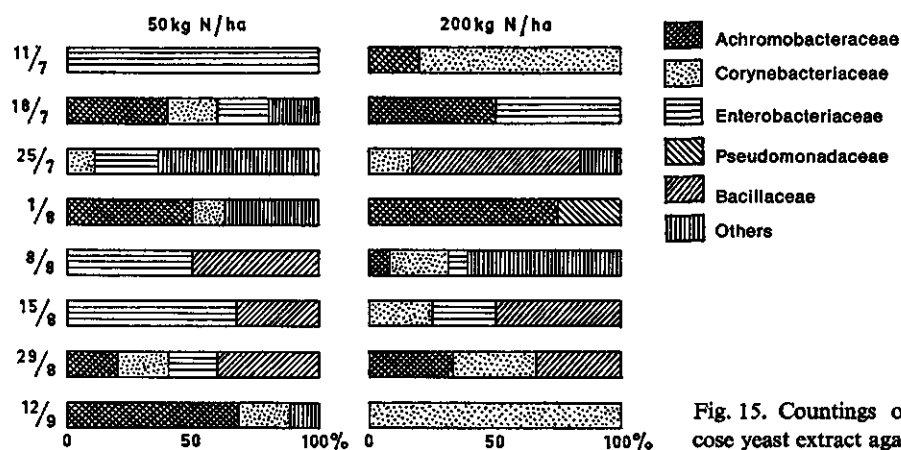 50kg N/ha 200kg N/ha
11/7
18/7
25/7
1/8
8/8
15/8
29/8
12/9
0 50 100% 0 50 100%
Achromobacteraceae
Corynebacteriaceae
Enterobacteriaceae
Pseudomonadaceae
Bacillaceae
Others
Fig. 15. Countings o
cose yeast extract aga